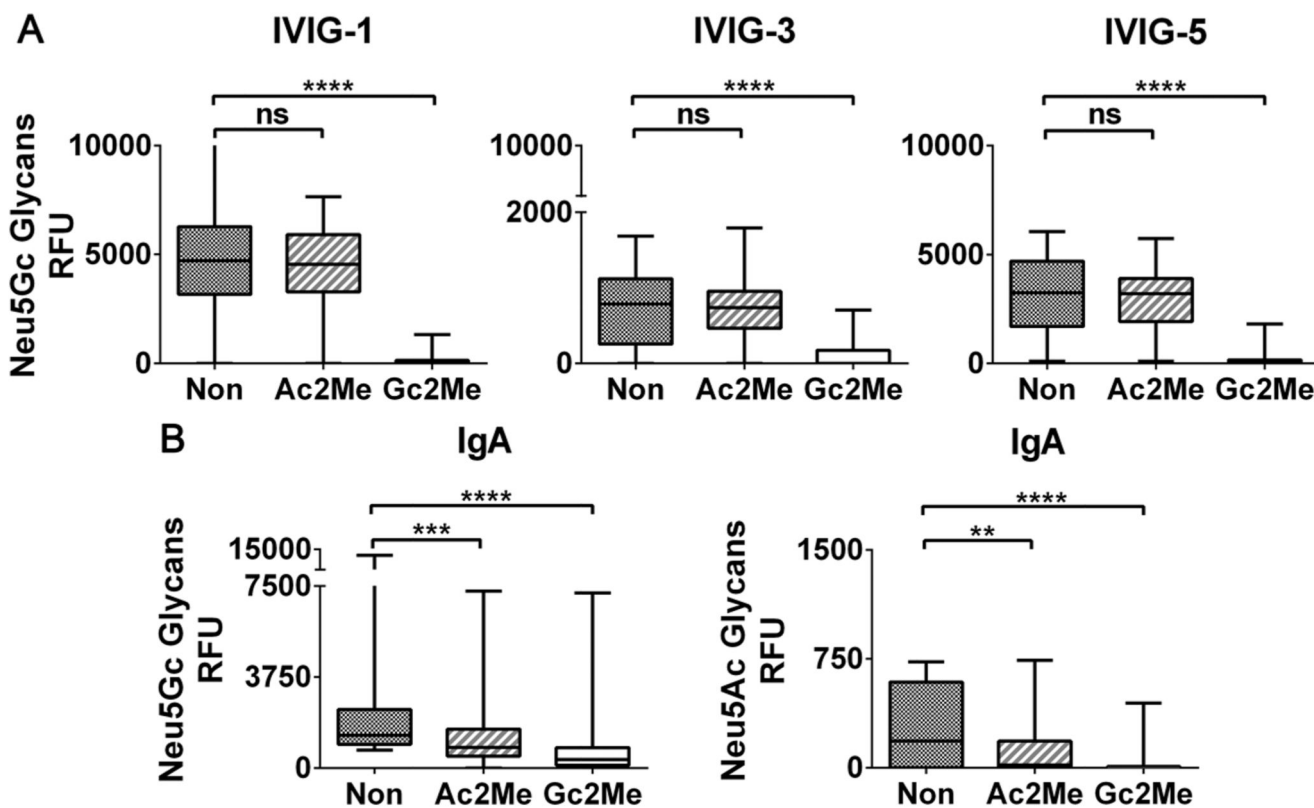 A
IVIG-1
IVIG-3
IVIG-5
Neu5Gc Glycans
RFU
10000
5000
0
****
ns
Non Ac2Me Gc2Me
10000
2000
0
****
ns
Non Ac2Me Gc2Me
10000
5000
0
****
ns
Non Ac2Me Gc2Me
B
IgA
Neu5Gc Glycans
RFU
15000
7500
3750
0
****
***
Non Ac2Me Gc2Me
IgA
Neu5Ac Glycans
RFU
1500
750
0
****
**
Non Ac2Me Gc2Me